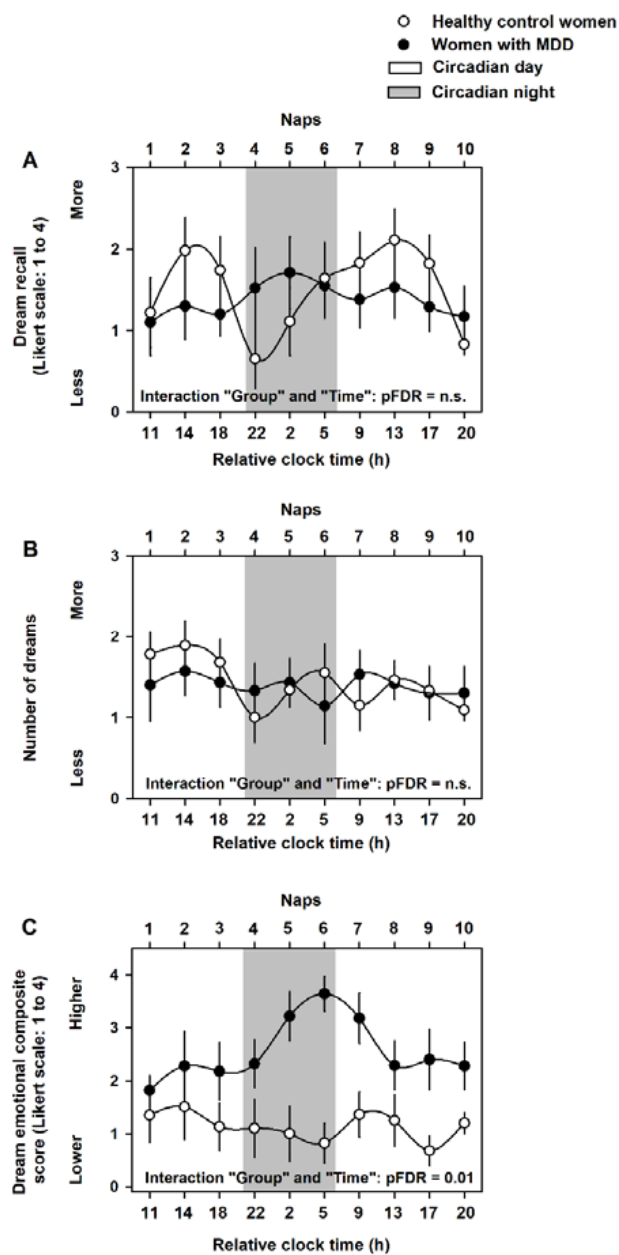 Healthy control women
Women with MDD
Circadian day
Circadian night
Naps
1 2 3 4 5 6 7 8 9 10
A
Dream recall
(Likert scale: 1 to 4)
More
Less
3
2
1
0
Interaction "Group" and "Time": pFDR = n.s.
11 14 18 22 2 5 9 13 17 20
Relative clock time (h)
Naps
1 2 3 4 5 6 7 8 9 10
B
Number of dreams
More
Less
3
2
1
0
Interaction "Group" and "Time": pFDR = n.s.
11 14 18 22 2 5 9 13 17 20
Relative clock time (h)
Naps
1 2 3 4 5 6 7 8 9 10
C
Dream emotional composite
score (Likert scale: 1 to 4)
Higher
Lower
4
3
2
1
0
Interaction "Group" and "Time": pFDR = 0.01
11 14 18 22 2 5 9 13 17 20
Relative clock time (h)